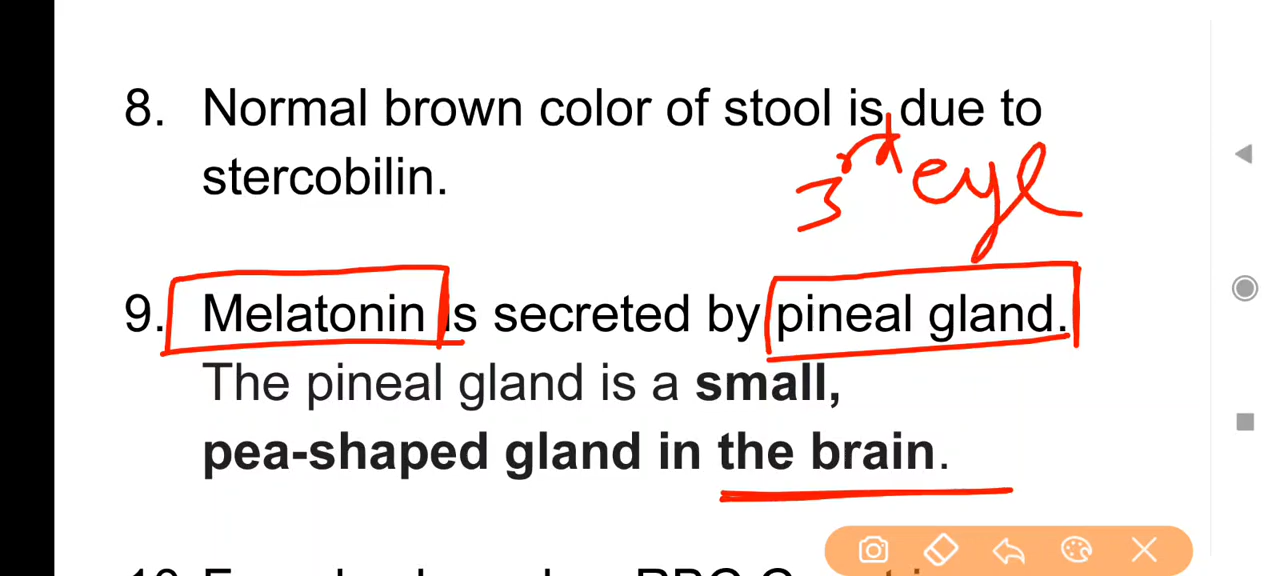 8. Normal brown color of stool is due to
stercobilin.
3rd eye
9. Melatonin is secreted by pineal gland.
The pineal gland is a small,
pea-shaped gland in the brain.